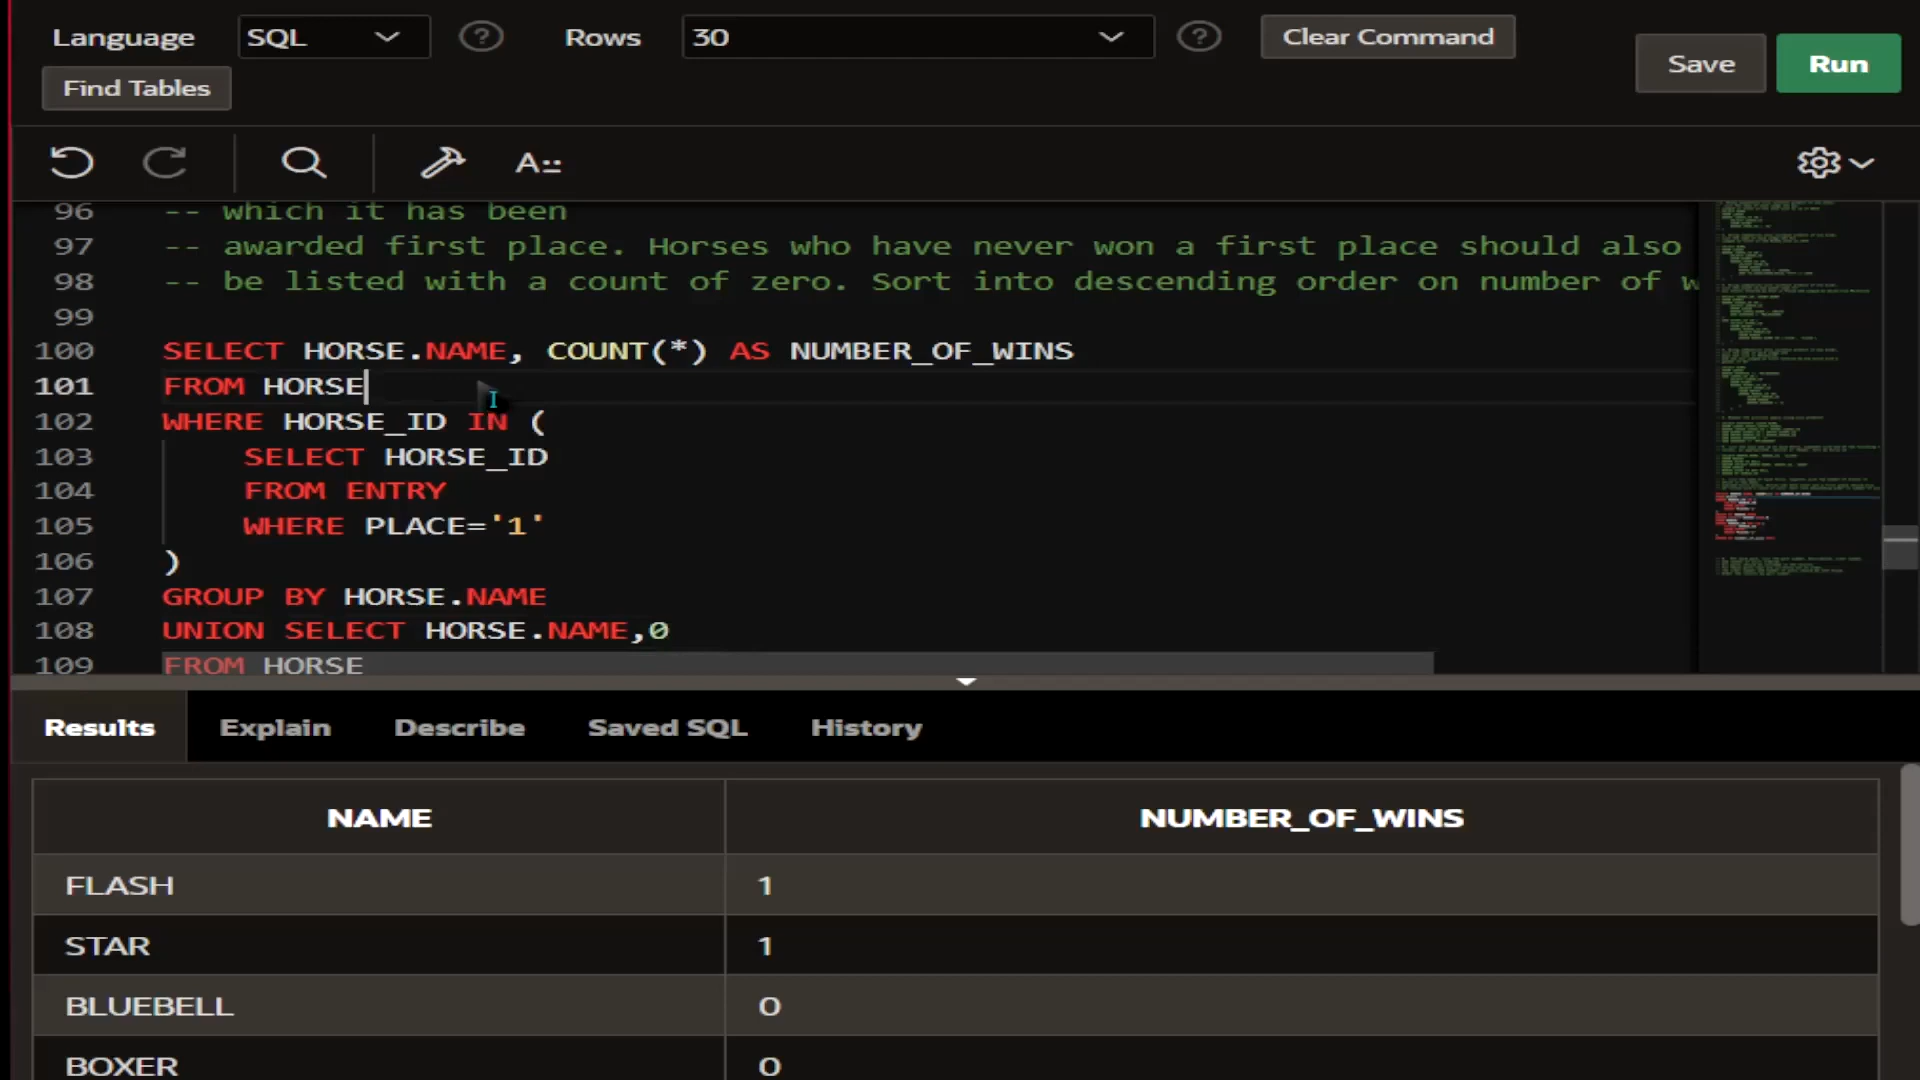 Language SQL Rows 30 Clear Command Save Run
Find Tables
96 -- which it has been
97 -- awarded first place. Horses who have never won a first place should also
98 -- be listed with a count of zero. Sort into descending order on number of w
99
100 SELECT HORSE.NAME, COUNT(*) AS NUMBER_OF_WINS
101 FROM HORSE
102 WHERE HORSE_ID IN (
103 SELECT HORSE_ID
104 FROM ENTRY
105 WHERE PLACE='1'
106 )
107 GROUP BY HORSE.NAME
108 UNION SELECT HORSE.NAME,0
109 FROM HORSE
Results Explain Describe Saved SQL History
NAME NUMBER_OF_WINS
FLASH 1
STAR 1
BLUEBELL 0
BOXER 0